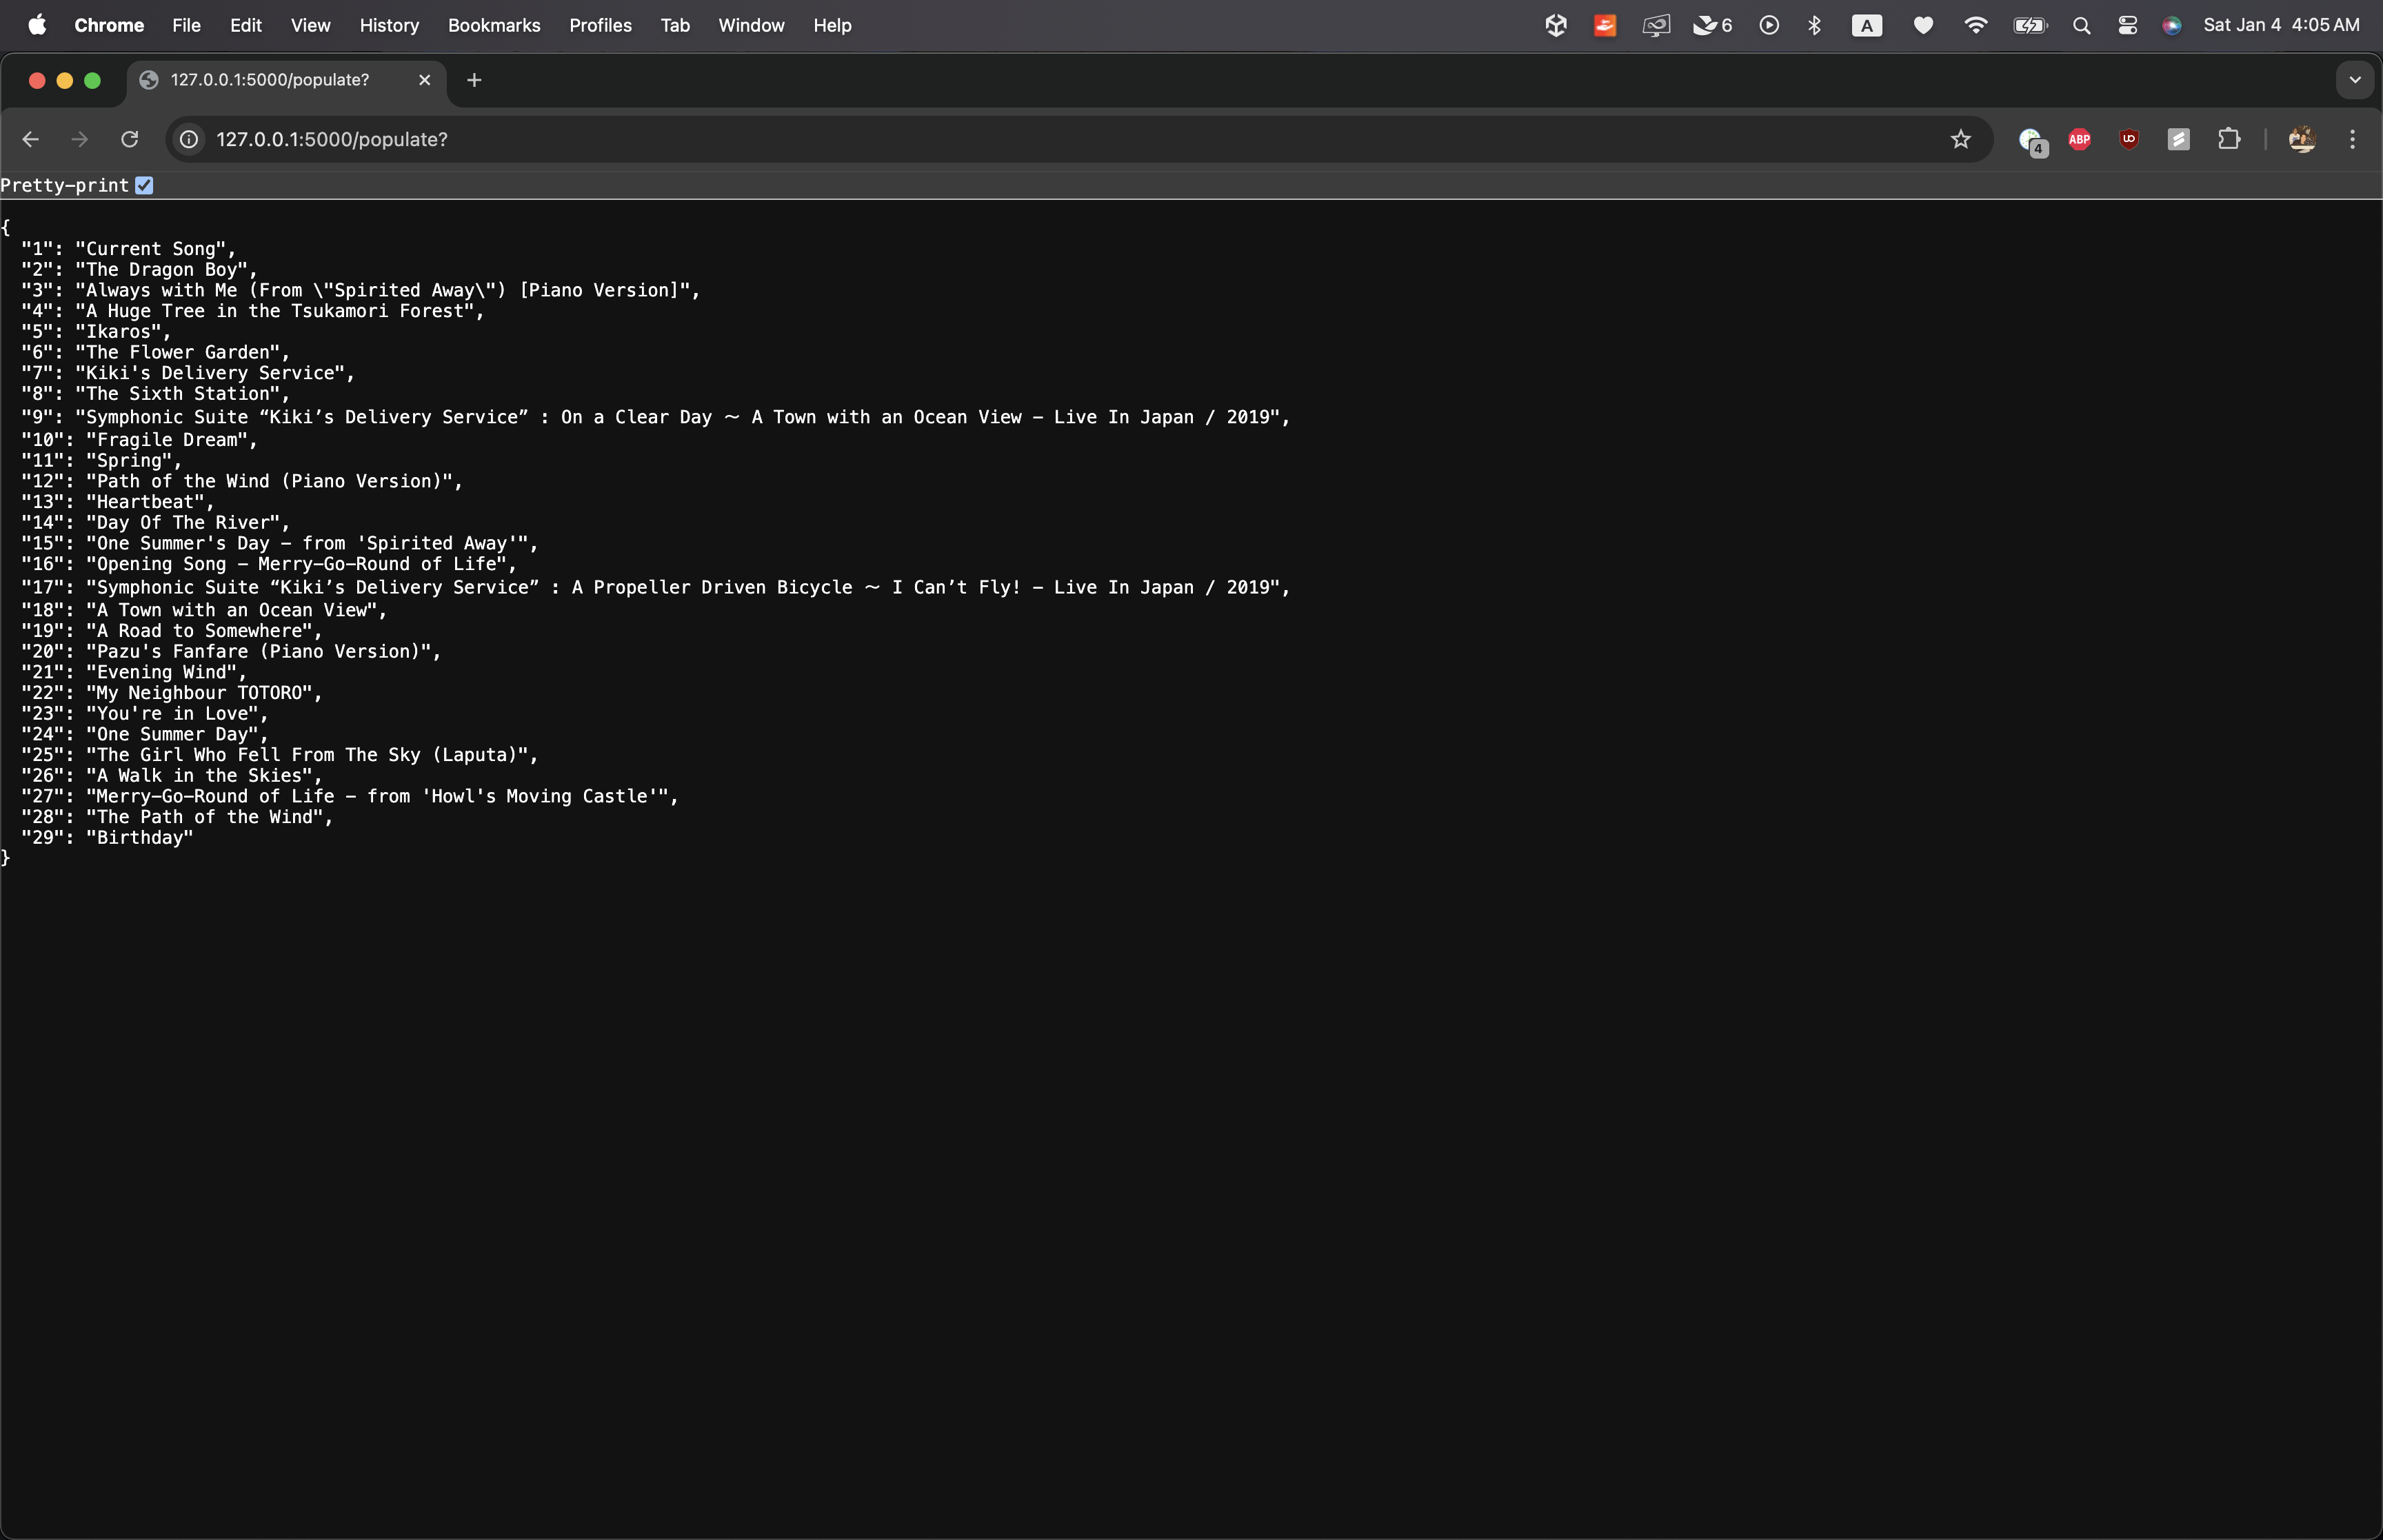 Chrome File Edit View History Bookmarks Profiles Tab Window Help 6 A Sat Jan 4 4:05 AM
127.0.0.1:5000/populate?
127.0.0.1:5000/populate? 4 ABP
Pretty-print
{
"1": "Current Song",
"2": "The Dragon Boy",
"3": "Always with Me (From \"Spirited Away\") [Piano Version]",
"4": "A Huge Tree in the Tsukamori Forest",
"5": "Ikaros",
"6": "The Flower Garden",
"7": "Kiki's Delivery Service",
"8": "The Sixth Station",
"9": "Symphonic Suite “Kiki’s Delivery Service” : On a Clear Day ～ A Town with an Ocean View - Live In Japan / 2019",
"10": "Fragile Dream",
"11": "Spring",
"12": "Path of the Wind (Piano Version)",
"13": "Heartbeat",
"14": "Day Of The River",
"15": "One Summer's Day - from 'Spirited Away'",
"16": "Opening Song - Merry-Go-Round of Life",
"17": "Symphonic Suite “Kiki’s Delivery Service” : A Propeller Driven Bicycle ～ I Can’t Fly! - Live In Japan / 2019",
"18": "A Town with an Ocean View",
"19": "A Road to Somewhere",
"20": "Pazu's Fanfare (Piano Version)",
"21": "Evening Wind",
"22": "My Neighbour TOTORO",
"23": "You're in Love",
"24": "One Summer Day",
"25": "The Girl Who Fell From The Sky (Laputa)",
"26": "A Walk in the Skies",
"27": "Merry-Go-Round of Life - from 'Howl's Moving Castle'",
"28": "The Path of the Wind",
"29": "Birthday"
}